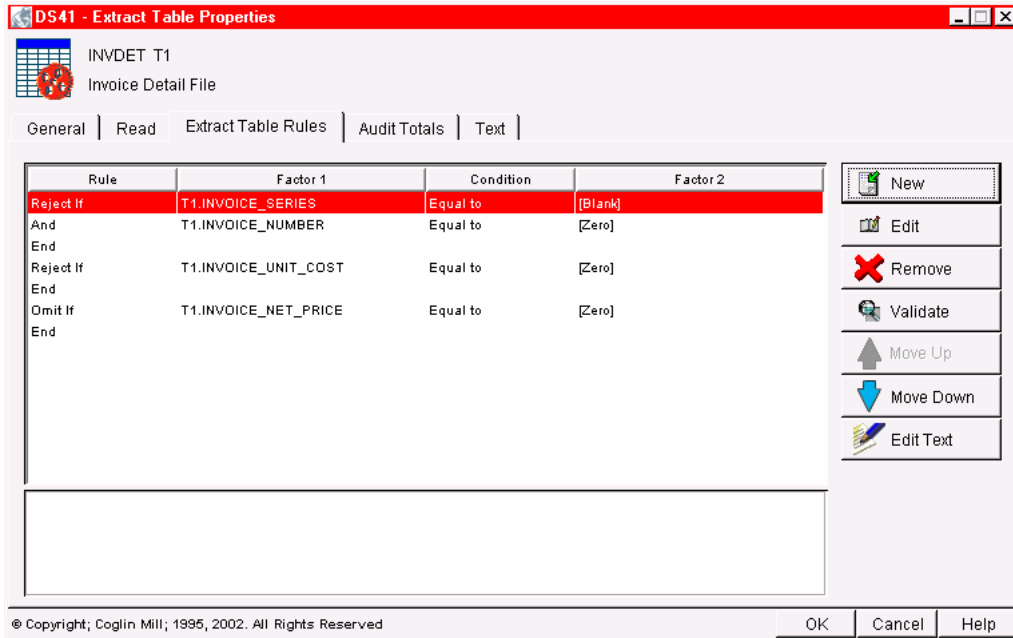 DS41 - Extract Table Properties
INVDET T1
Invoice Detail File
General Read Extract Table Rules Audit Totals Text
Rule Factor 1 Condition Factor 2
Reject If T1.INVOICE_SERIES Equal to [Blank]
And T1.INVOICE_NUMBER Equal to [Zero]
End
Reject If T1.INVOICE_UNIT_COST Equal to [Zero]
End
Omit If T1.INVOICE_NET_PRICE Equal to [Zero]
End
New
Edit
Remove
Validate
Move Up
Move Down
Edit Text
© Copyright; Coglin Mill; 1995, 2002. All Rights Reserved OK Cancel Help